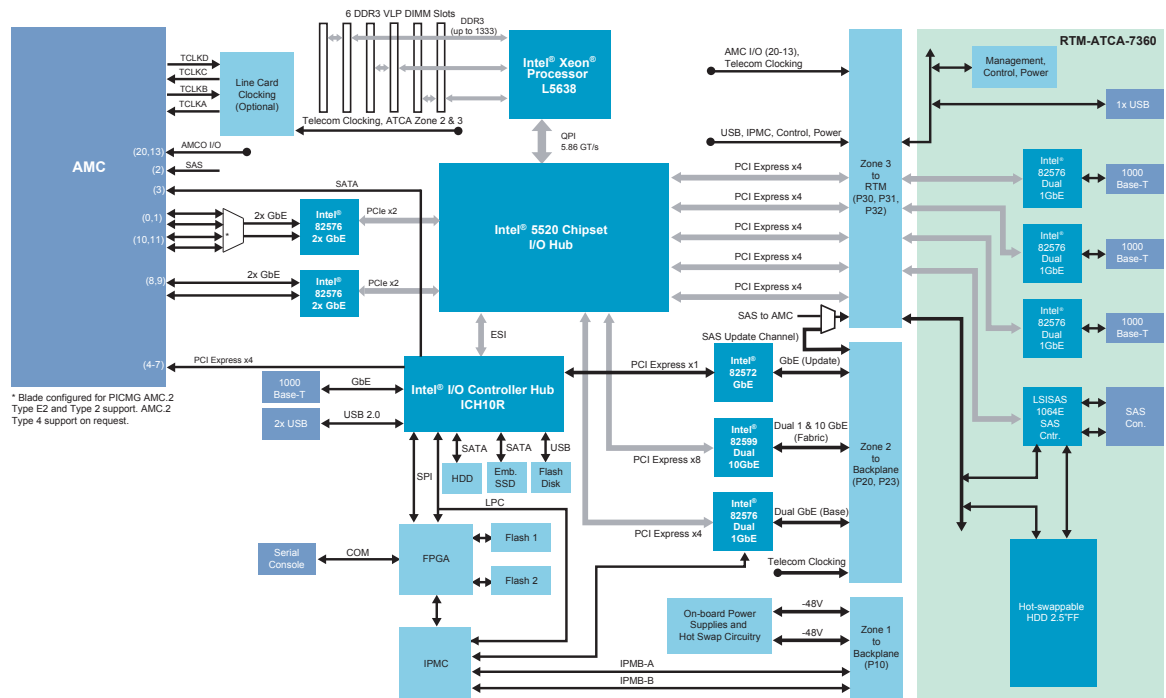 6 DDR3 VLP DIMM Slots
DDR3
(up to 1333)
Intel® Xeon®
Processor
L5638
AMC
TCLKD
TCLKC
TCLKB
TCLKA
Line Card
Clocking
(Optional)
Telecom Clocking, ATCA Zone 2 & 3
QPI
5.86 GT/s
AMC I/O (20-13),
Telecom Clocking
USB, IPMC, Control, Power
RTM-ATCA-7360
Management,
Control, Power
1x USB
(20,13)
AMCO I/O
(2)
SAS
(3)
SATA
(0,1)
(10,11)
*
2x GbE
Intel®
82576
2x GbE
PCIe x2
(8,9)
2x GbE
Intel®
82576
2x GbE
PCIe x2
Intel® 5520 Chipset
I/O Hub
PCI Express x4
PCI Express x4
PCI Express x4
PCI Express x4
PCI Express x4
Zone 3
to
RTM
(P30, P31,
P32)
Intel®
82576
Dual
1GbE
1000
Base-T
Intel®
82576
Dual
1GbE
1000
Base-T
Intel®
82576
Dual
1GbE
1000
Base-T
LSISAS
1064E
SAS
Cntr.
SAS
Con.
Hot-swappable
HDD 2.5"FF
SAS to AMC
SAS Update Channel)
ESI
(4-7)
PCI Express x4
* Blade configured for PICMG AMC.2
Type E2 and Type 2 support. AMC.2
Type 4 support on request.
1000
Base-T
GbE
2x USB
USB 2.0
Intel® I/O Controller Hub
ICH10R
PCI Express x1
Intel®
82572
GbE
GbE (Update)
SATA
SATA
USB
HDD
Emb.
SSD
Flash
Disk
SPI
LPC
PCI Express x8
Intel®
82599
Dual
10GbE
Dual 1 & 10 GbE
(Fabric)
Zone 2
to
Backplane
(P20, P23)
PCI Express x4
Intel®
82576
Dual
1GbE
Dual GbE (Base)
Telecom Clocking
Serial
Console
COM
FPGA
Flash 1
Flash 2
IPMC
On-board Power
Supplies and
Hot Swap Circuitry
-48V
-48V
Zone 1
to
Backplane
(P10)
IPMB-A
IPMB-B